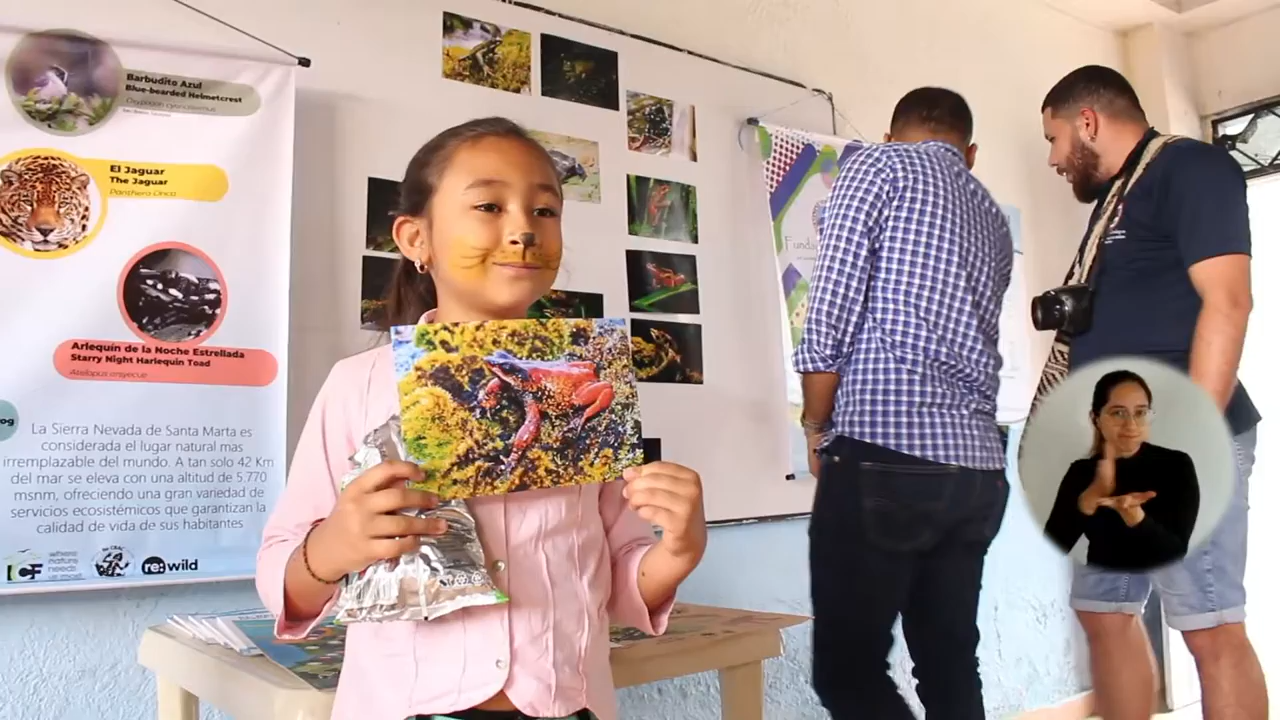 Barbudito Azul
Blue-bearded Helmetcrest
El Jaguar
The Jaguar
Panthera Onca
Arlequín de la Noche Estrellada
Starry Night Harlequin Toad
Atelopus arsyecue
og
La Sierra Nevada de Santa Marta es
considerada el lugar natural mas
irremplazable del mundo. A tan solo 42 Km
del mar se eleva con una altitud de 5.770
msnm, ofreciendo una gran variedad de
servicios ecosistémicos que garantizan la
calidad de vida de sus habitantes
ICF
where
nature
needs
us most
re:wild
Funda